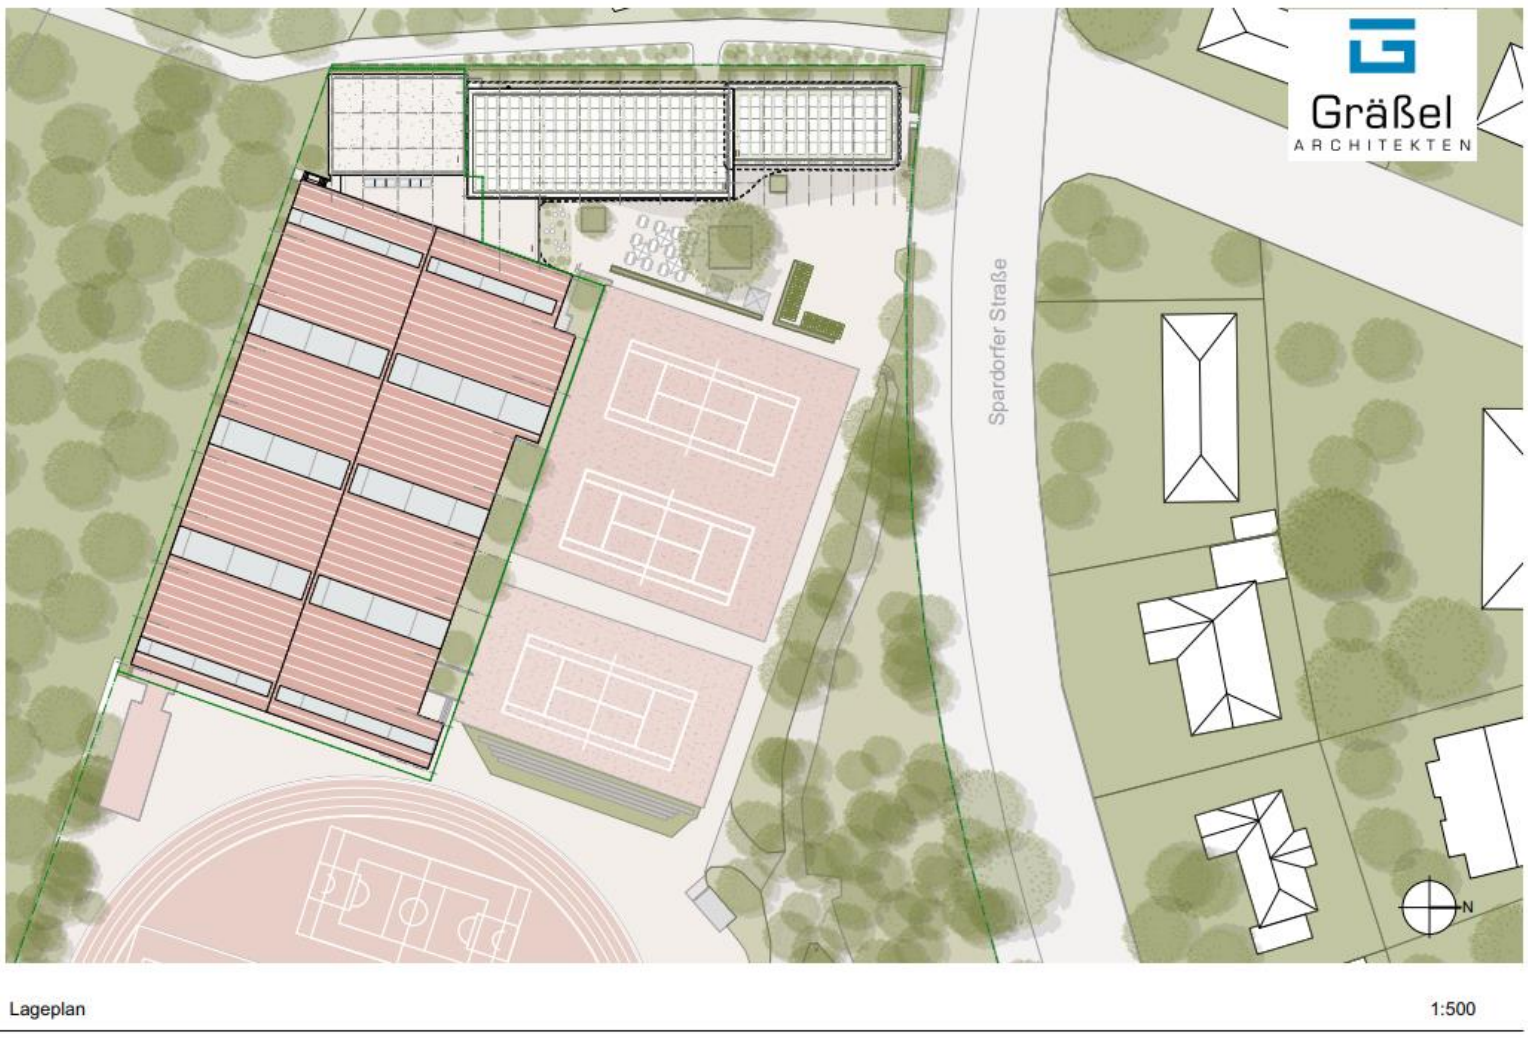 Gräßel
ARCHITEKTEN
Spardorfer Straße
N
Lageplan
1:500